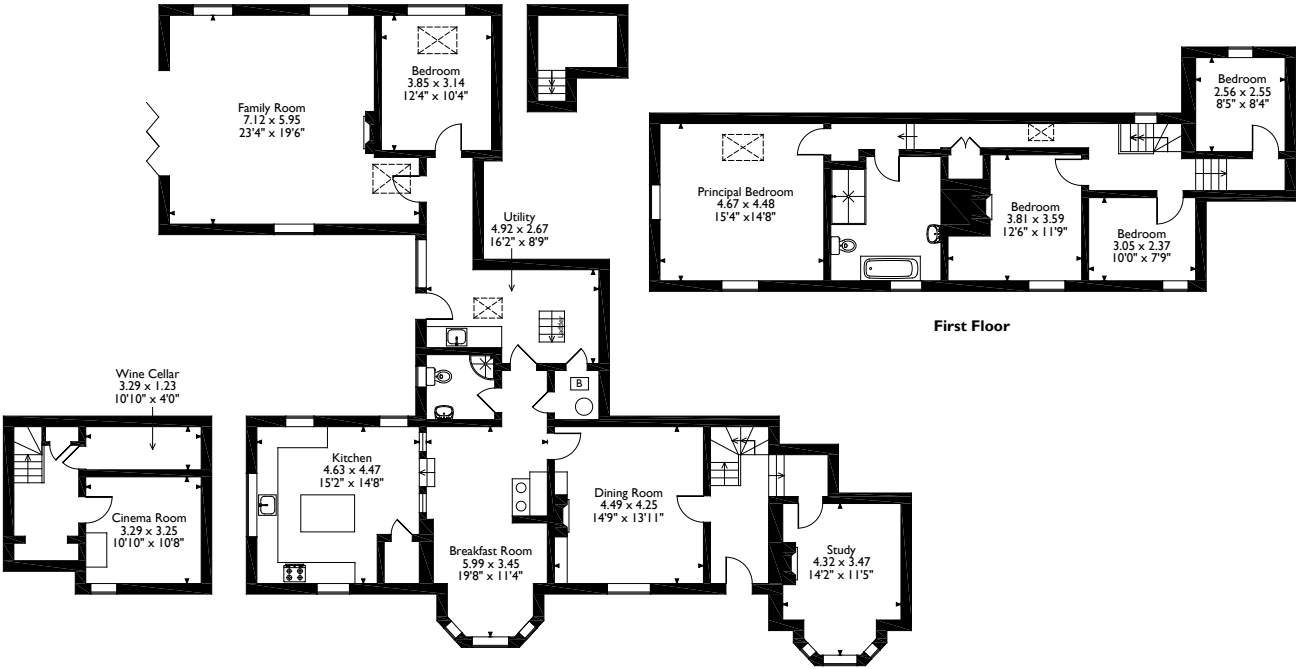 Family Room
7.12 x 5.95
23'4" x 19'6"
Bedroom
3.85 x 3.14
12'4" x 10'4"
Utility
4.92 x 2.67
16'2" x 8'9"
Ladder
B
Wine Cellar
3.29 x 1.23
10'10" x 4'0"
Cinema Room
3.29 x 3.25
10'10" x 10'8"
Kitchen
4.63 x 4.47
15'2" x 14'8"
Breakfast Room
5.99 x 3.45
19'8" x 11'4"
Dining Room
4.49 x 4.25
14'9" x 13'11"
Study
4.32 x 3.47
14'2" x 11'5"
Principal Bedroom
4.67 x 4.48
15'4" x14'8"
Bedroom
3.81 x 3.59
12'6" x 11'9"
Bedroom
3.05 x 2.37
10'0" x 7'9"
Bedroom
2.56 x 2.55
8'5" x 8'4"
First Floor